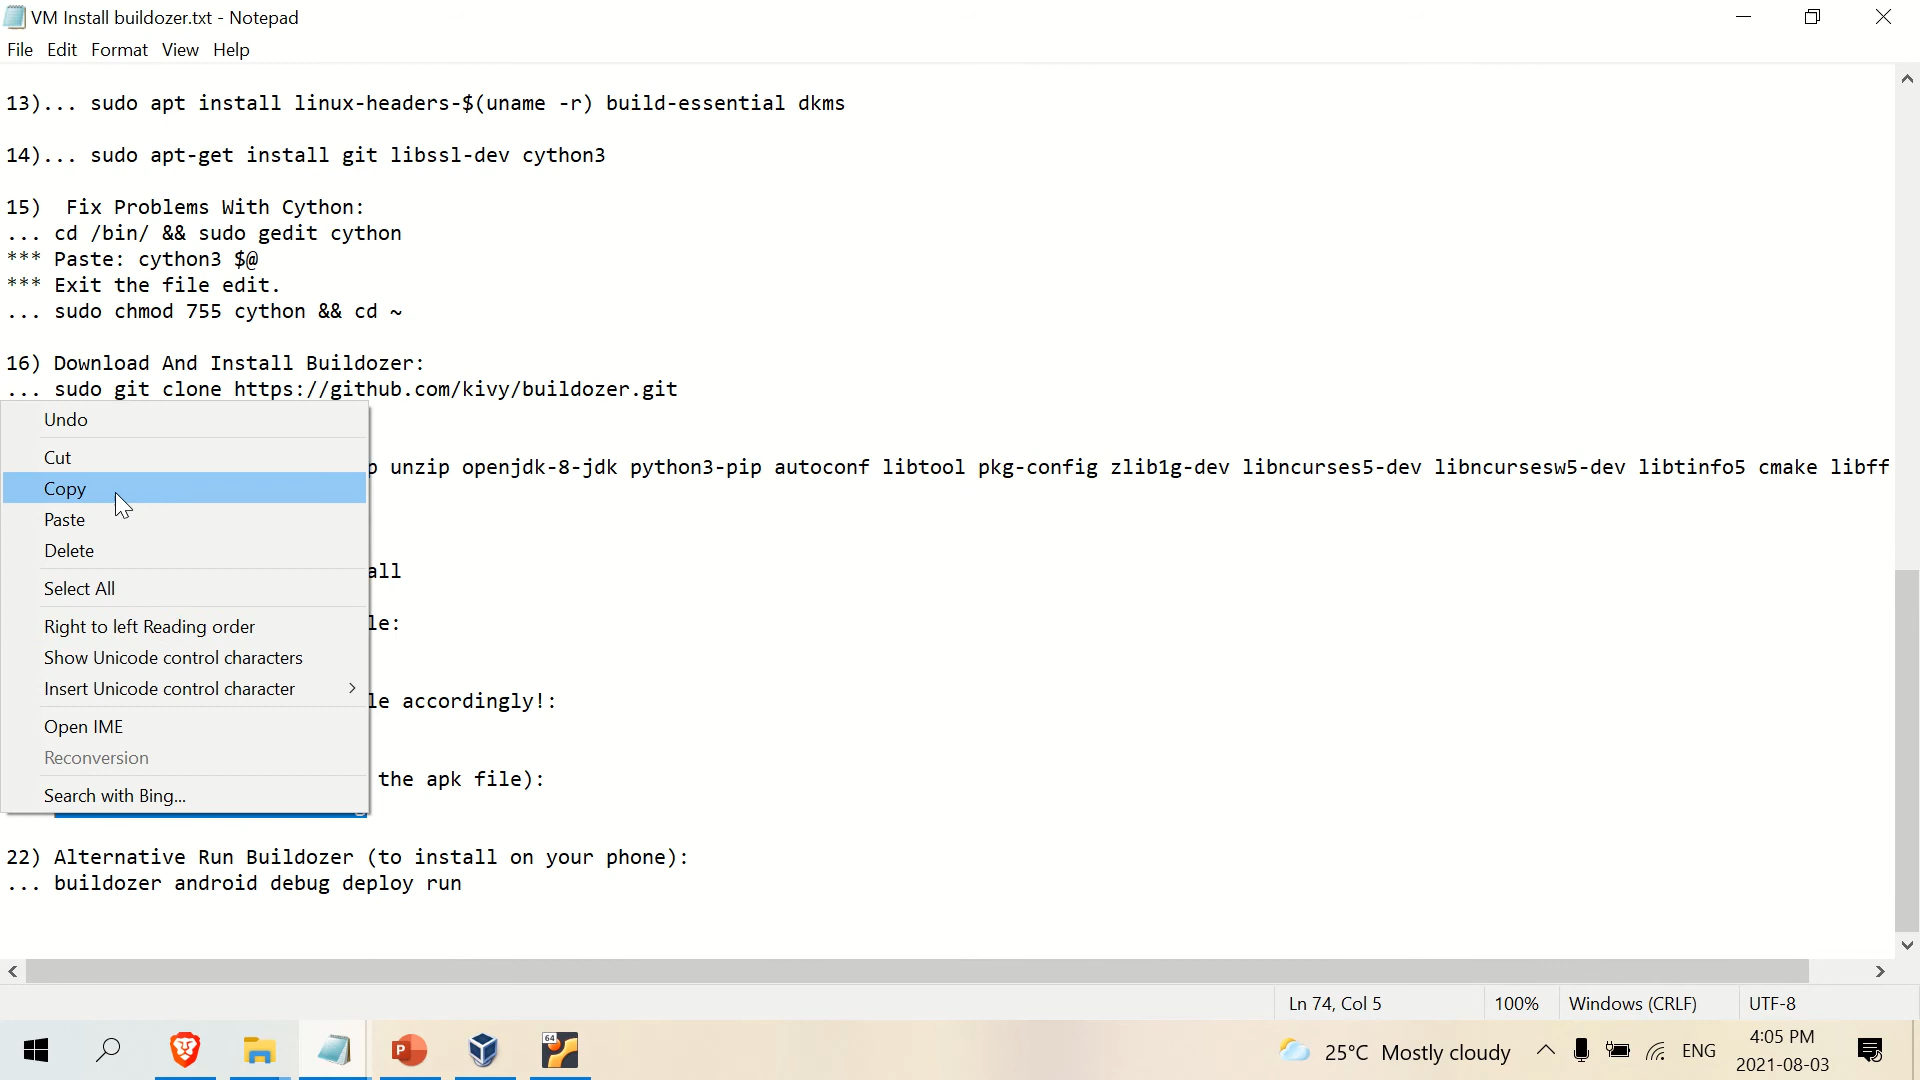 VM Install buildozer.txt - Notepad
File Edit Format View Help
13)... sudo apt install linux-headers-$(uname -r) build-essential dkms
14)... sudo apt-get install git libssl-dev cython3
15)  Fix Problems With Cython:
... cd /bin/ && sudo gedit cython
*** Paste: cython3 $@
*** Exit the file edit.
... sudo chmod 755 cython && cd ~
16) Download And Install Buildozer:
... sudo git clone https://github.com/kivy/buildozer.git
Undo
Cut
p unzip openjdk-8-jdk python3-pip autoconf libtool pkg-config zlib1g-dev libncurses5-dev libncursesw5-dev libtinfo5 cmake libff
Copy
Paste
Delete
all
Select All
le:
Right to left Reading order
Show Unicode control characters
Insert Unicode control character
le accordingly!:
Open IME
Reconversion
the apk file):
Search with Bing...
22) Alternative Run Buildozer (to install on your phone):
... buildozer android debug deploy run
Ln 74, Col 5 100% Windows (CRLF) UTF-8
64
P
25°C Mostly cloudy ENG 4:05 PM
2021-08-03